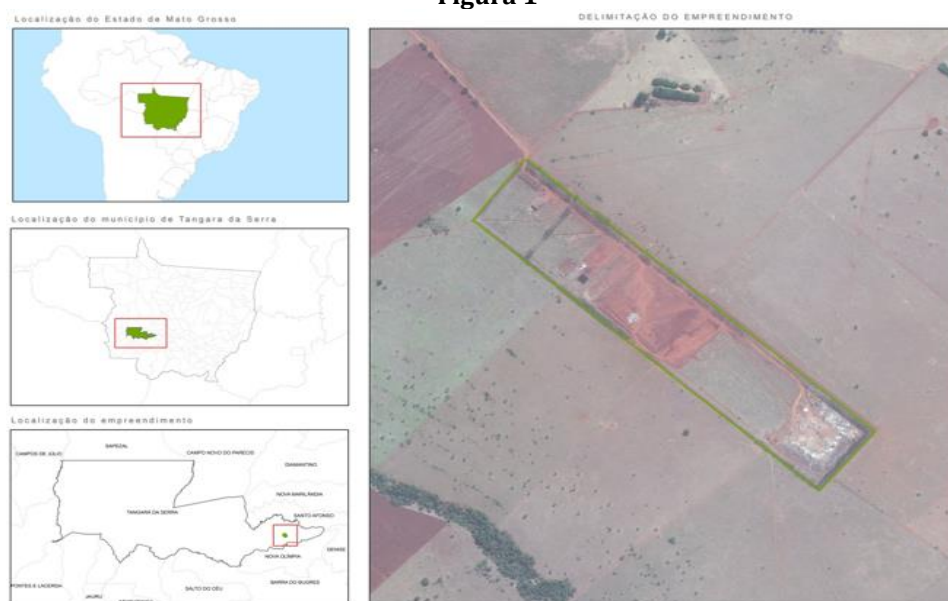 Figura 1
Localização do Estado de Mato Grosso
DELIMITAÇÃO DO EMPREENDIMENTO
Localização do município de Tangara da Serra
Localização do empreendimento
SAPEZAL
CAMPOS DE JÚLIO
CAMPO NOVO DO PARECIS
DIAMANTINO
NOVA MARILÂNDIA
TANGARÁ DA SERRA
SANTO AFONSO
DENISE
NOVA OLÍMPIA
BARRA DO BUGRES
PONTES E LACERDA
SALTO DO CÉU
JAURU